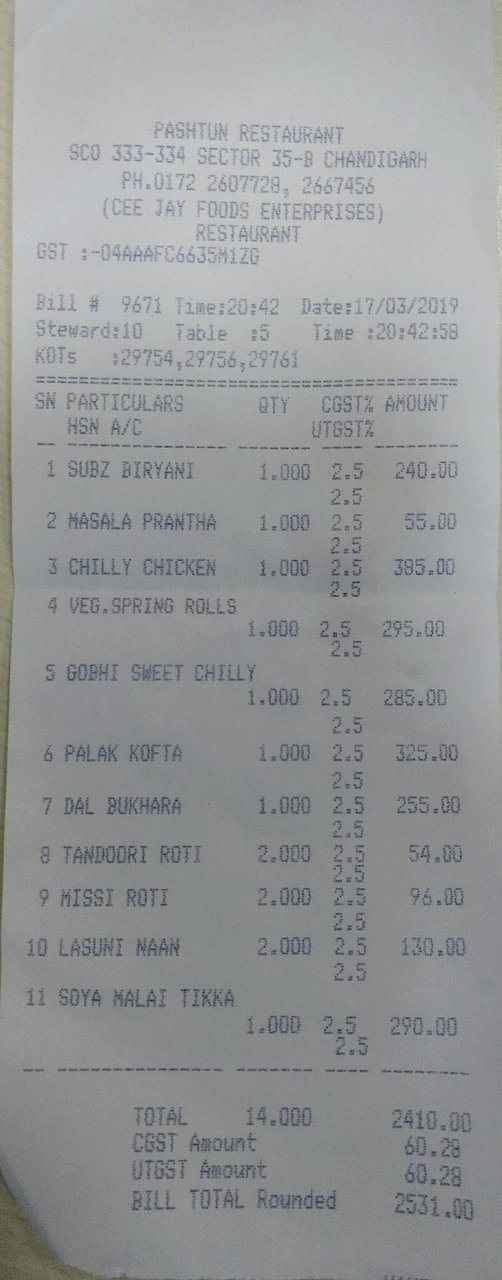 PASHTUN RESTAURANT
SCO 333-334 SECTOR 35-B CHANDIGARH
PH.0172 2607728, 2667456
(CEE JAY FOODS ENTERPRISES)
RESTAURANT
GST :-04AAAFC6635M1ZG
Bill # 9671 Time:20:42 Date:17/03/2019
Steward:10 Table :5 Time :20:42:58
KOTs :29754,29756,29761
SN PARTICULARS QTY CGST% AMOUNT
HSN A/C UTGST%
1 SUBZ BIRYANI 1.000 2.5 240.00
2.5
2 MASALA PRANTHA 1.000 2.5 55.00
2.5
3 CHILLY CHICKEN 1.000 2.5 385.00
2.5
4 VEG.SPRING ROLLS
1.000 2.5 295.00
2.5
5 GOBHI SWEET CHILLY
1.000 2.5 285.00
2.5
6 PALAK KOFTA 1.000 2.5 325.00
2.5
7 DAL BUKHARA 1.000 2.5 255.00
2.5
8 TANDOORI ROTI 2.000 2.5 54.00
2.5
9 MISSI ROTI 2.000 2.5 96.00
2.5
10 LASUNI NAAN 2.000 2.5 130.00
2.5
11 SOYA MALAI TIKKA
1.000 2.5 290.00
2.5
TOTAL 14.000 2410.00
CGST Amount 60.28
UTGST Amount 60.28
BILL TOTAL Rounded 2531.00